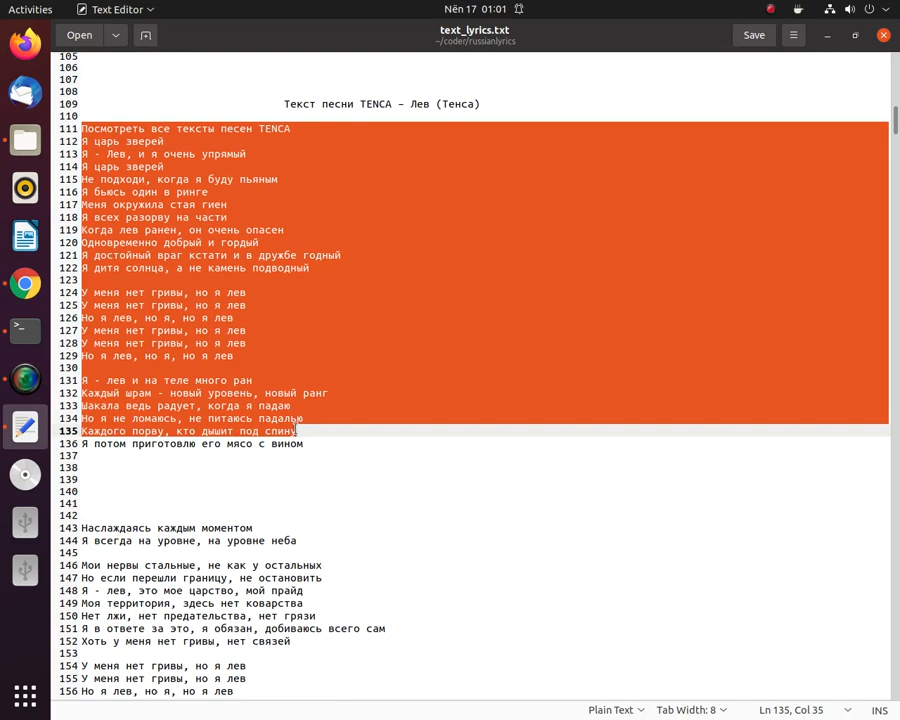 Activities
Text Editor
Nën 17 01:01
Open
text_lyrics.txt
~/coder/russianlyrics
Save
105
106
107
108
109 Текст песни TENCA – Лев (Тенса)
110
111 Посмотреть все тексты песен TENCA
112 Я царь зверей
113 Я - Лев, и я очень упрямый
114 Я царь зверей
115 Не подходи, когда я буду пьяным
116 Я бьюсь один в ринге
117 Меня окружила стая гиен
118 Я всех разорву на части
119 Когда лев ранен, он очень опасен
120 Одновременно добрый и гордый
121 Я достойный враг кстати и в дружбе годный
122 Я дитя солнца, а не камень подводный
123
124 У меня нет гривы, но я лев
125 У меня нет гривы, но я лев
126 Но я лев, но я, но я лев
127 У меня нет гривы, но я лев
128 У меня нет гривы, но я лев
129 Но я лев, но я, но я лев
130
131 Я - лев и на теле много ран
132 Каждый шрам - новый уровень, новый ранг
133 Шакала ведь радует, когда я падаю
134 Но я не ломаюсь, не питаюсь падалью
135 Каждого порву, кто дышит под спину
136 Я потом приготовлю его мясо с вином
137
138
139
140
141
142
143 Наслаждаясь каждым моментом
144 Я всегда на уровне, на уровне неба
145
146 Мои нервы стальные, не как у остальных
147 Но если перешли границу, не остановить
148 Я - лев, это мое царство, мой прайд
149 Моя территория, здесь нет коварства
150 Нет лжи, нет предательства, нет грязи
151 Я в ответе за это, я обязан, добиваюсь всего сам
152 Хоть у меня нет гривы, нет связей
153
154 У меня нет гривы, но я лев
155 У меня нет гривы, но я лев
156 Но я лев, но я, но я лев
Plain Text
Tab Width: 8
Ln 135, Col 35
INS